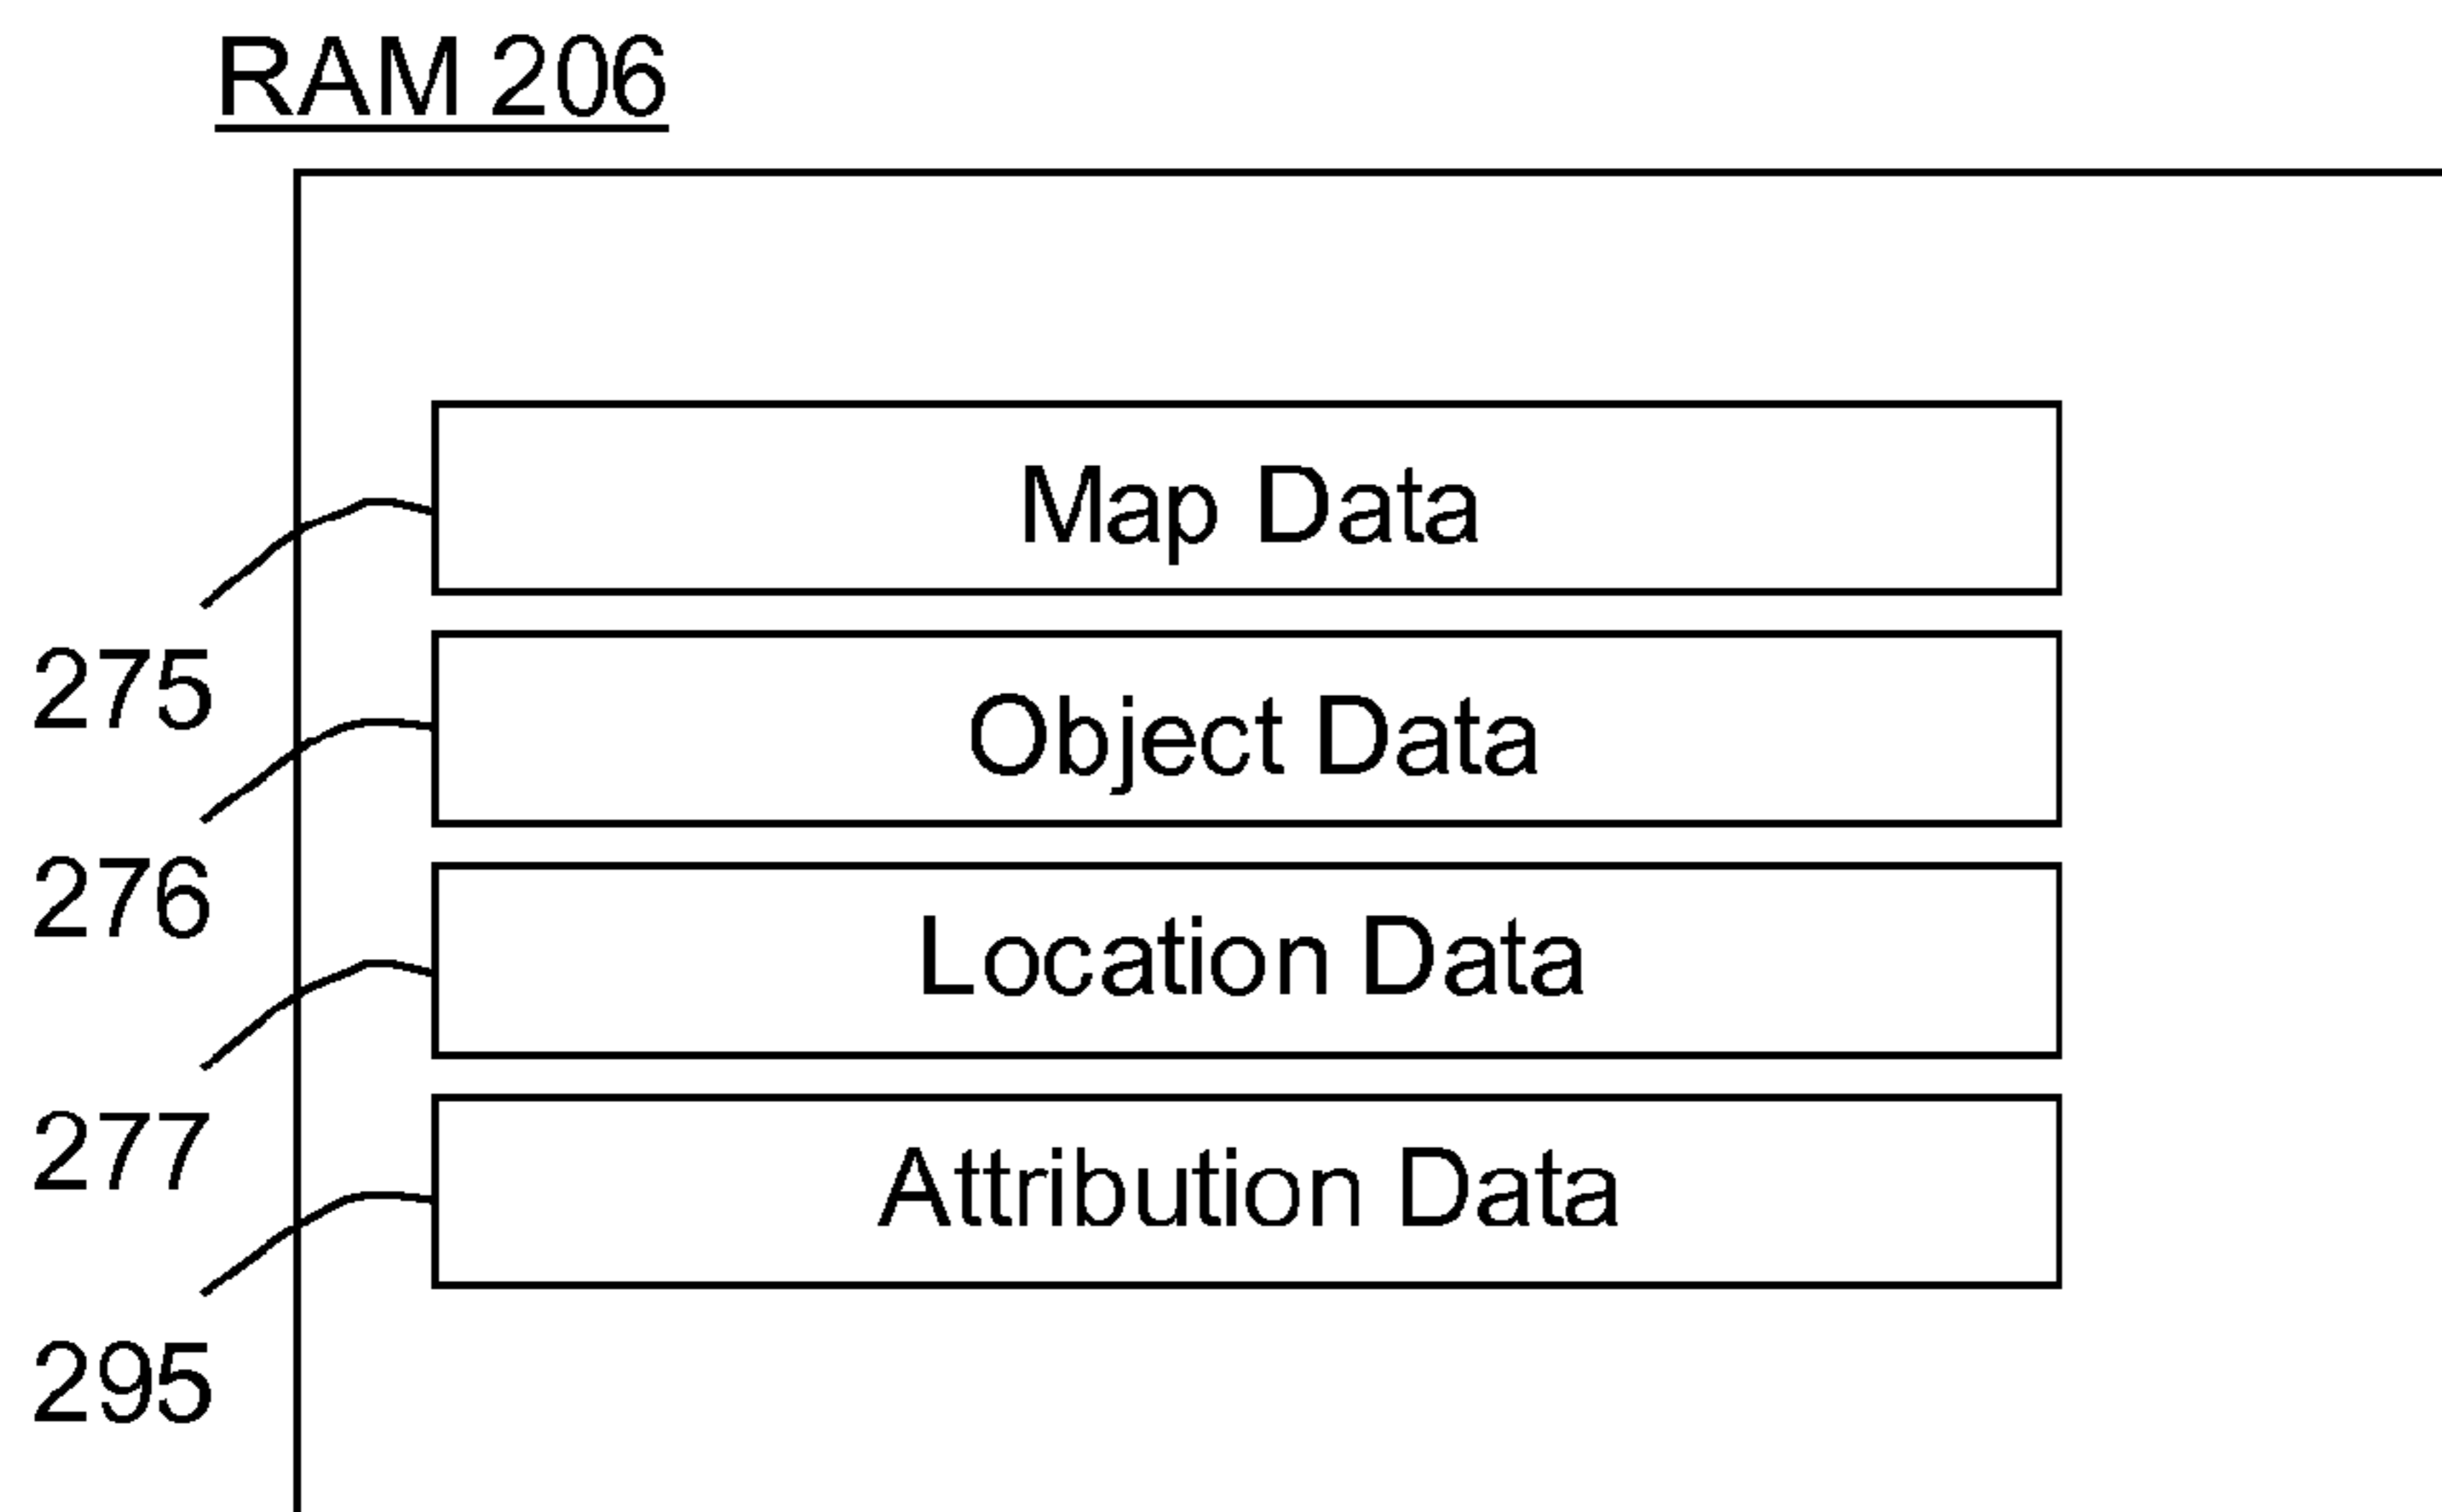 RAM 206
Map Data
275
Object Data
276
Location Data
277
Attribution Data
295